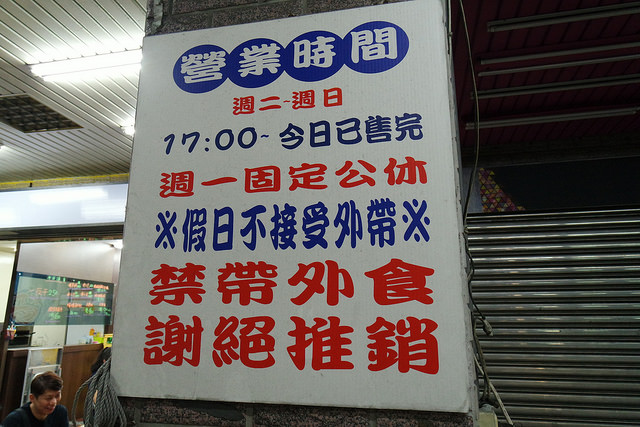 營業時間
週二~週日
17:00~今日已售完
週一固定公休
※假日不接受外帶※
禁帶外食
謝絕推銷